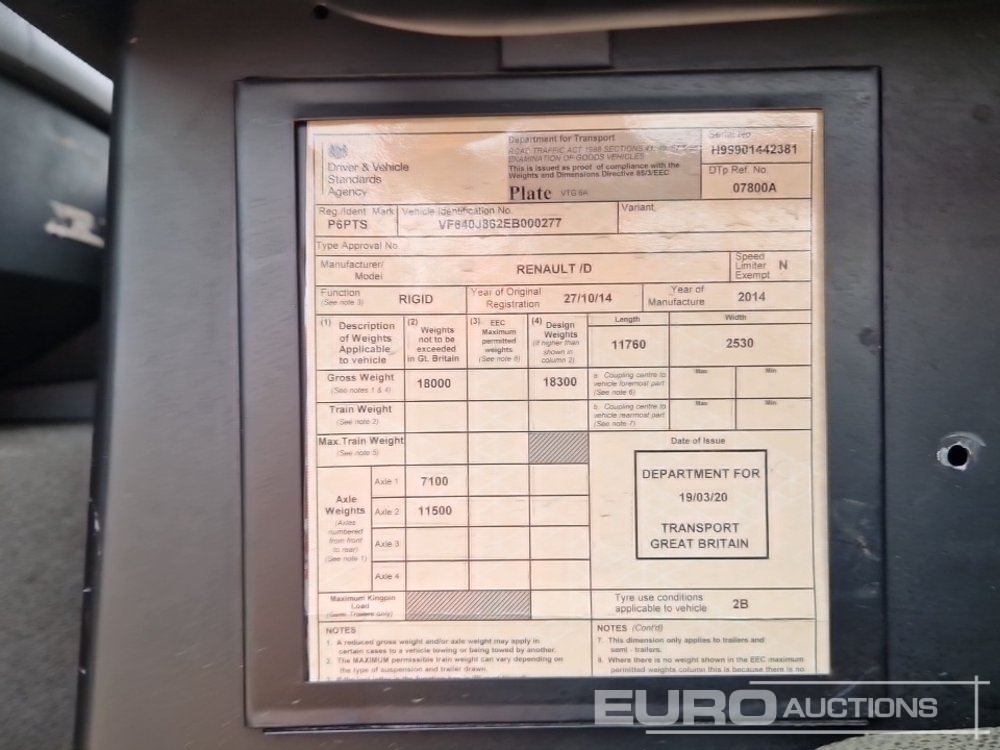 Driver & Vehicle
Standards
Agency
Department for Transport
ROAD TRAFFIC ACT 1988 SECTIONS 41, 49,
EXAMINATION OF GOODS VEHICLES
This is issued as proof of compliance with the
Weights and Dimensions Directive 85/3/EEC
Plate VTG 6A
Serial No
H99901442381
DTp Ref. No.
07800A
Reg./Ident. Mark
P6PTS
Vehicle Identification No.
VF640J862EB000277
Variant
Type Approval No
Manufacturer/
Model
RENAULT /D
Speed
Limiter
Exempt
N
Function
(See note 3)
RIGID
Year of Original
Registration
27/10/14
Year of
Manufacture
2014
(1) Description
of Weights
Applicable
to vehicle
(2) Weights
not to be
exceeded
in Gt. Britain
(3) EEC
Maximum
permitted
weights
(See note 8)
(4) Design
Weights
(if higher than
shown in
column 2)
Length
11760
Width
2530
Gross Weight
(See notes 1 & 4)
18000
18300
a. Coupling centre to
vehicle foremost part
(See note 6)
Max
Min
Train Weight
(See note 2)
b. Coupling centre to
vehicle rearmost part
(See note 7)
Max
Min
Max.Train Weight
(See note 5)
Axle
Weights
(Axles
numbered
from front
to rear)
(See note 1)
Axle 1
7100
Axle 2
11500
Axle 3
Axle 4
Date of Issue
DEPARTMENT FOR
19/03/20
TRANSPORT
GREAT BRITAIN
Maximum Kingpin
Load
(Semi-Trailers only)
Tyre use conditions
applicable to vehicle
2B
NOTES
1. A reduced gross weight and/or axle weight may apply in
certain cases to a vehicle towing or being towed by another.
2. The MAXIMUM permissible train weight can vary depending on
the type of suspension and trailer drawn.
NOTES (Cont'd)
7. This dimension only applies to trailers and
semi - trailers.
8. Where there is no weight shown in the EEC maximum
permitted weights column this is because there is no
EURO AUCTIONS